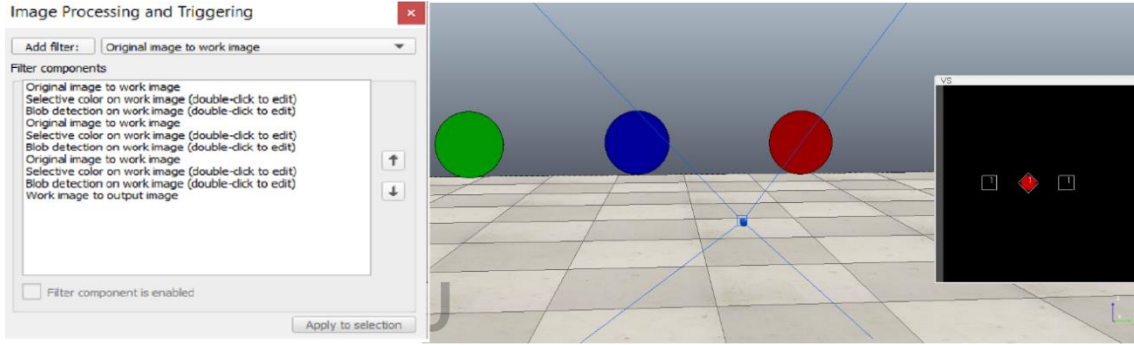 Image Processing and Triggering
Add filter: Original image to work image
Filter components
Original image to work image
Selective color on work image (double-click to edit)
Blob detection on work image (double-click to edit)
Original image to work image
Selective color on work image (double-click to edit)
Blob detection on work image (double-click to edit)
Original image to work image
Selective color on work image (double-click to edit)
Blob detection on work image (double-click to edit)
Work image to output image
Filter component is enabled
Apply to selection
VS
1 1 1